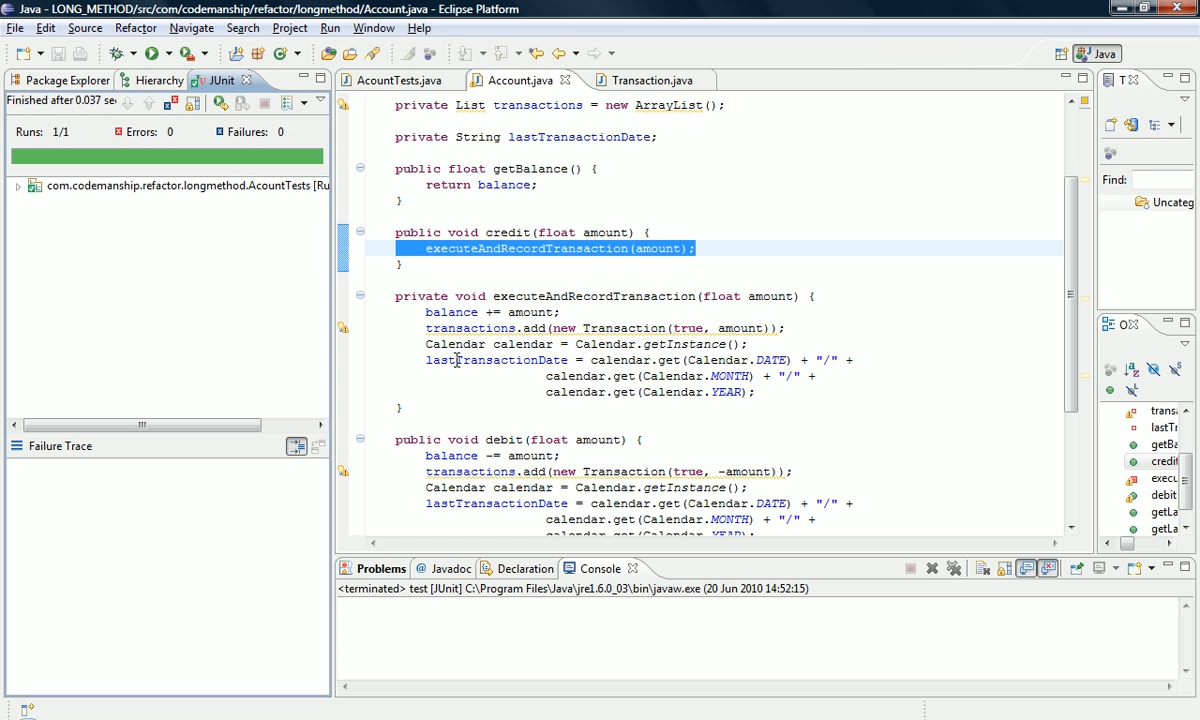 Java - LONG_METHOD/src/com/codemanship/refactor/longmethod/Account.java - Eclipse Platform
File Edit Source Refactor Navigate Search Project Run Window Help
Java
Package Explorer Hierarchy JUnit
AcountTests.java Account.java Transaction.java
Finished after 0.037 sec
Runs: 1/1 Errors: 0 Failures: 0
com.codemanship.refactor.longmethod.AcountTests [Ru
Failure Trace
private List transactions = new ArrayList();
private String lastTransactionDate;
public float getBalance() {
return balance;
}
public void credit(float amount) {
executeAndRecordTransaction(amount);
}
private void executeAndRecordTransaction(float amount) {
balance += amount;
transactions.add(new Transaction(true, amount));
Calendar calendar = Calendar.getInstance();
lastTransactionDate = calendar.get(Calendar.DATE) + "/" +
calendar.get(Calendar.MONTH) + "/" +
calendar.get(Calendar.YEAR);
}
public void debit(float amount) {
balance -= amount;
transactions.add(new Transaction(true, -amount));
Calendar calendar = Calendar.getInstance();
lastTransactionDate = calendar.get(Calendar.DATE) + "/" +
calendar.get(Calendar.MONTH) + "/" +
calendar.get(Calendar.YEAR);
T
Find:
Uncateg
O
transa
lastTr
getBa
credit
execu
debit
getLa
getLa
Problems Javadoc Declaration Console
<terminated> test [JUnit] C:\Program Files\Java\jre1.6.0_03\bin\javaw.exe (20 Jun 2010 14:52:15)